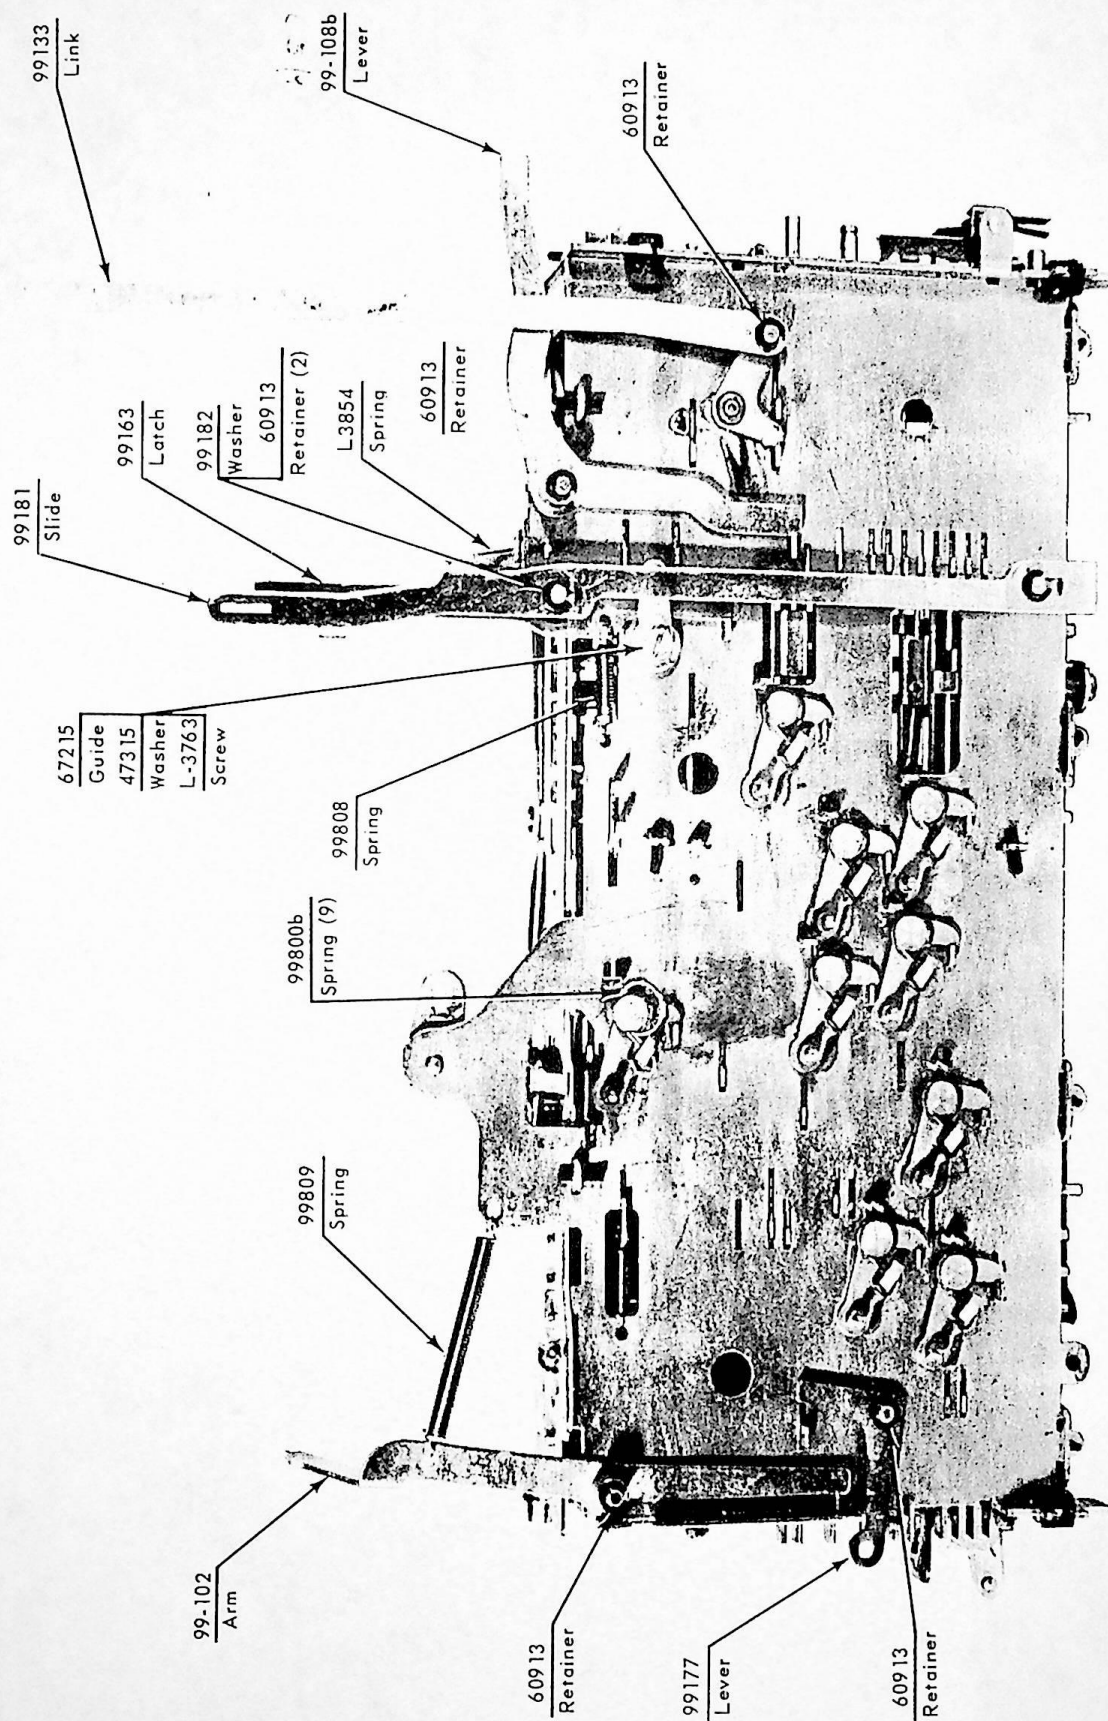 99133
Link
99-108b
Lever
60913
Retainer
99181
Slide
99163
Latch
99182
Washer
60913
Retainer (2)
L3854
Spring
60913
Retainer
67215
Guide
47315
Washer
L-3763
Screw
99808
Spring
99800b
Spring (9)
99809
Spring
99-102
Arm
60913
Retainer
99177
Lever
60913
Retainer